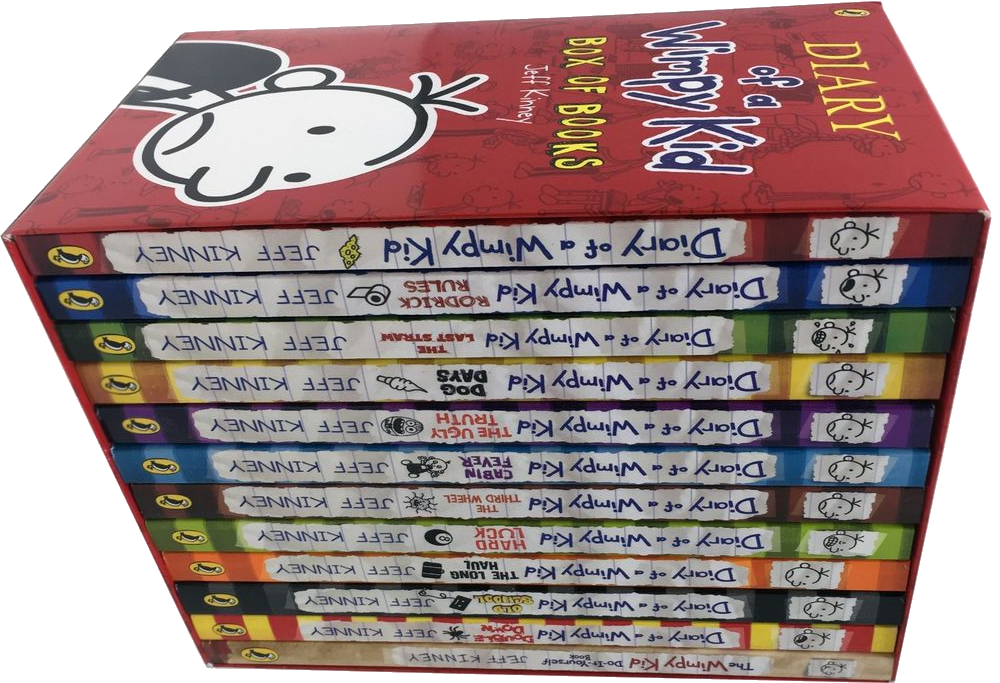 DIARY
of a
Wimpy Kid
BOX OF BOOKS
Jeff Kinney
Diary of a Wimpy Kid JEFF KINNEY
Diary of a Wimpy Kid RODRICK RULES JEFF KINNEY
Diary of a Wimpy Kid THE LAST STRAW JEFF KINNEY
Diary of a Wimpy Kid DOG DAYS JEFF KINNEY
Diary of a Wimpy Kid THE UGLY TRUTH JEFF KINNEY
Diary of a Wimpy Kid CABIN FEVER JEFF KINNEY
Diary of a Wimpy Kid THE THIRD WHEEL JEFF KINNEY
Diary of a Wimpy Kid HARD LUCK JEFF KINNEY
Diary of a Wimpy Kid THE LONG HAUL JEFF KINNEY
Diary of a Wimpy Kid OLD SCHOOL JEFF KINNEY
Diary of a Wimpy Kid DOUBLE DOWN JEFF KINNEY
The Wimpy Kid Do-It-Yourself Book JEFF KINNEY